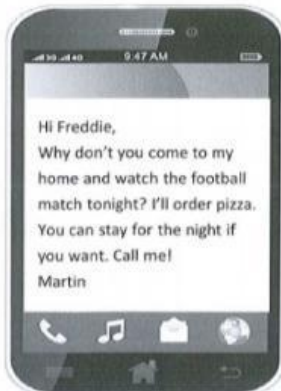 9.47 AM
Hi Freddie,
Why don't you come to my
home and watch the football
match tonight? I'll order pizza.
You can stay for the night if
you want. Call me!
Martin